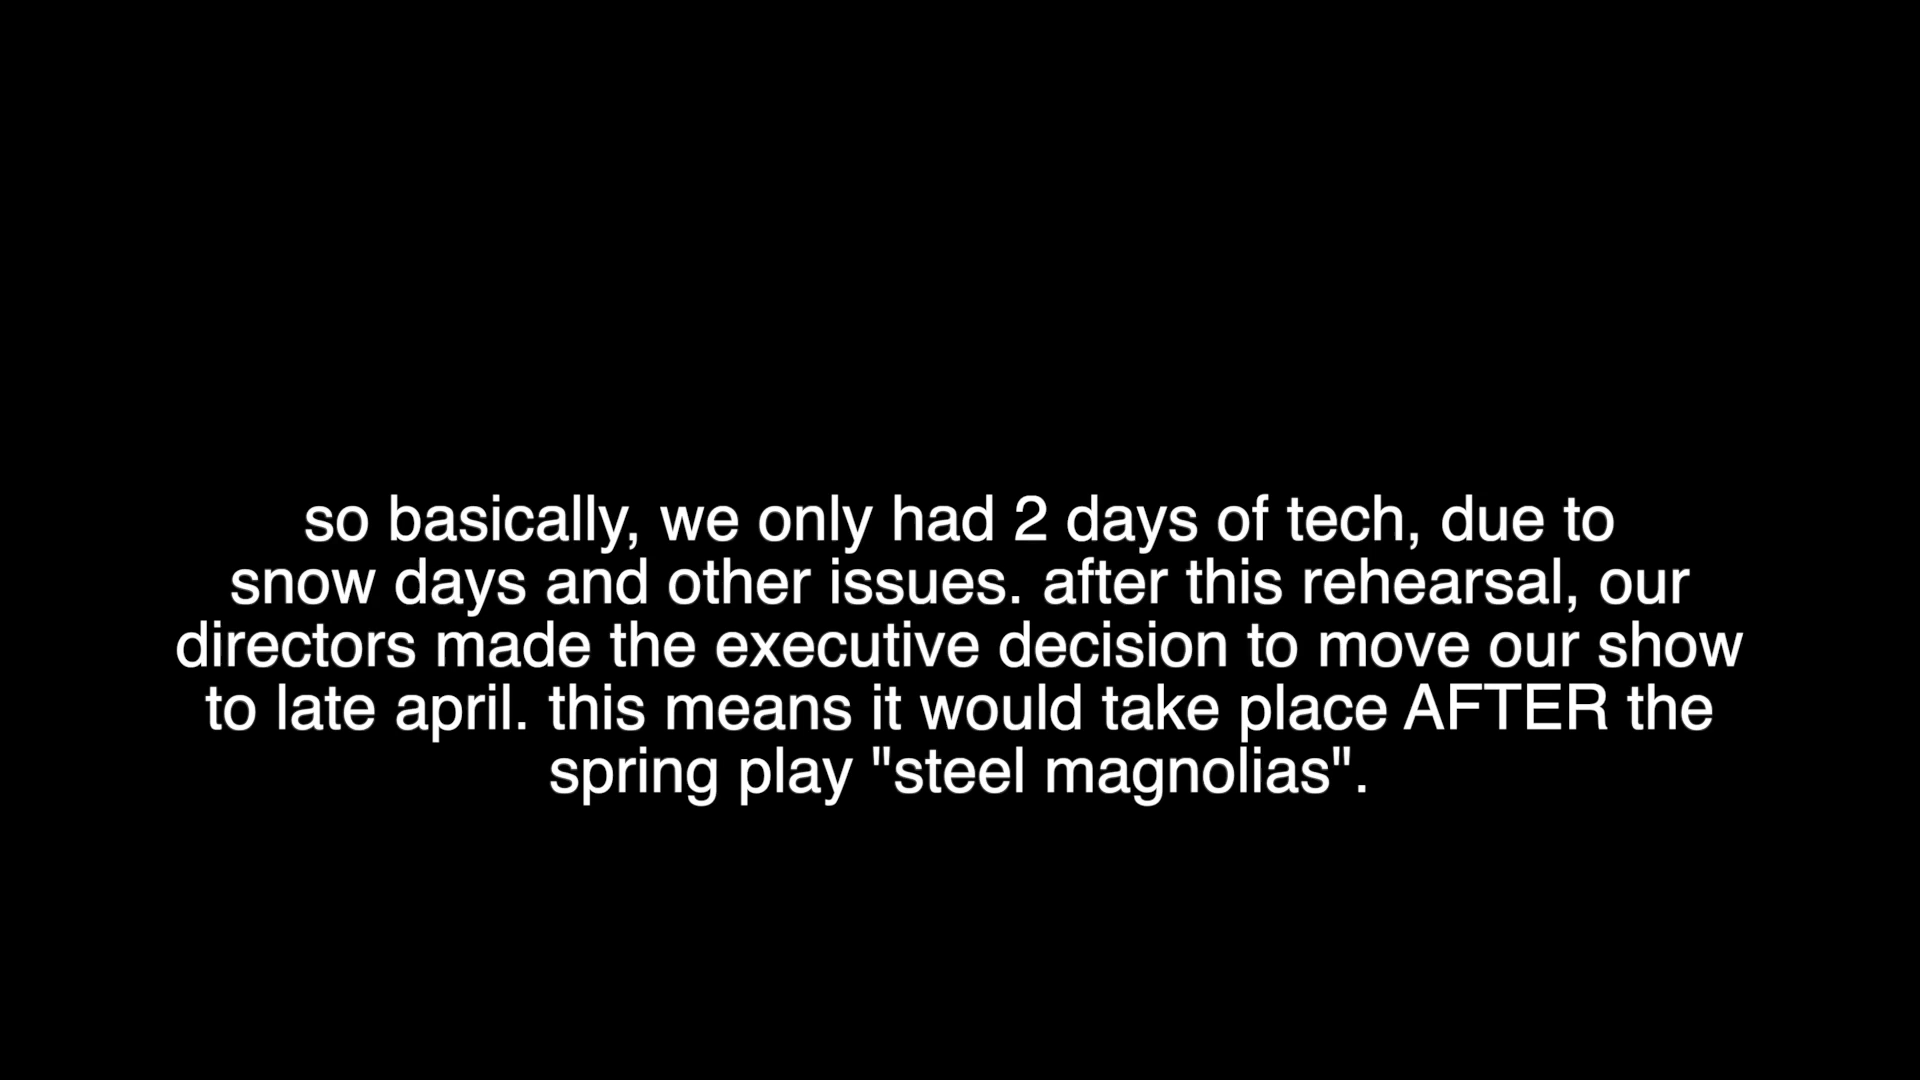 so basically, we only had 2 days of tech, due to
snow days and other issues. after this rehearsal, our
directors made the executive decision to move our show
to late april. this means it would take place AFTER the
spring play "steel magnolias".